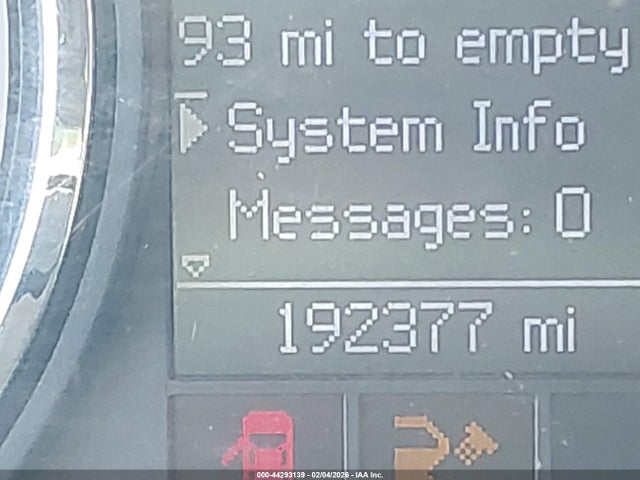 93 mi to empty
System Info
Messages: 0
192377 mi
000-44293139 - 02/04/2026 - IAA Inc.